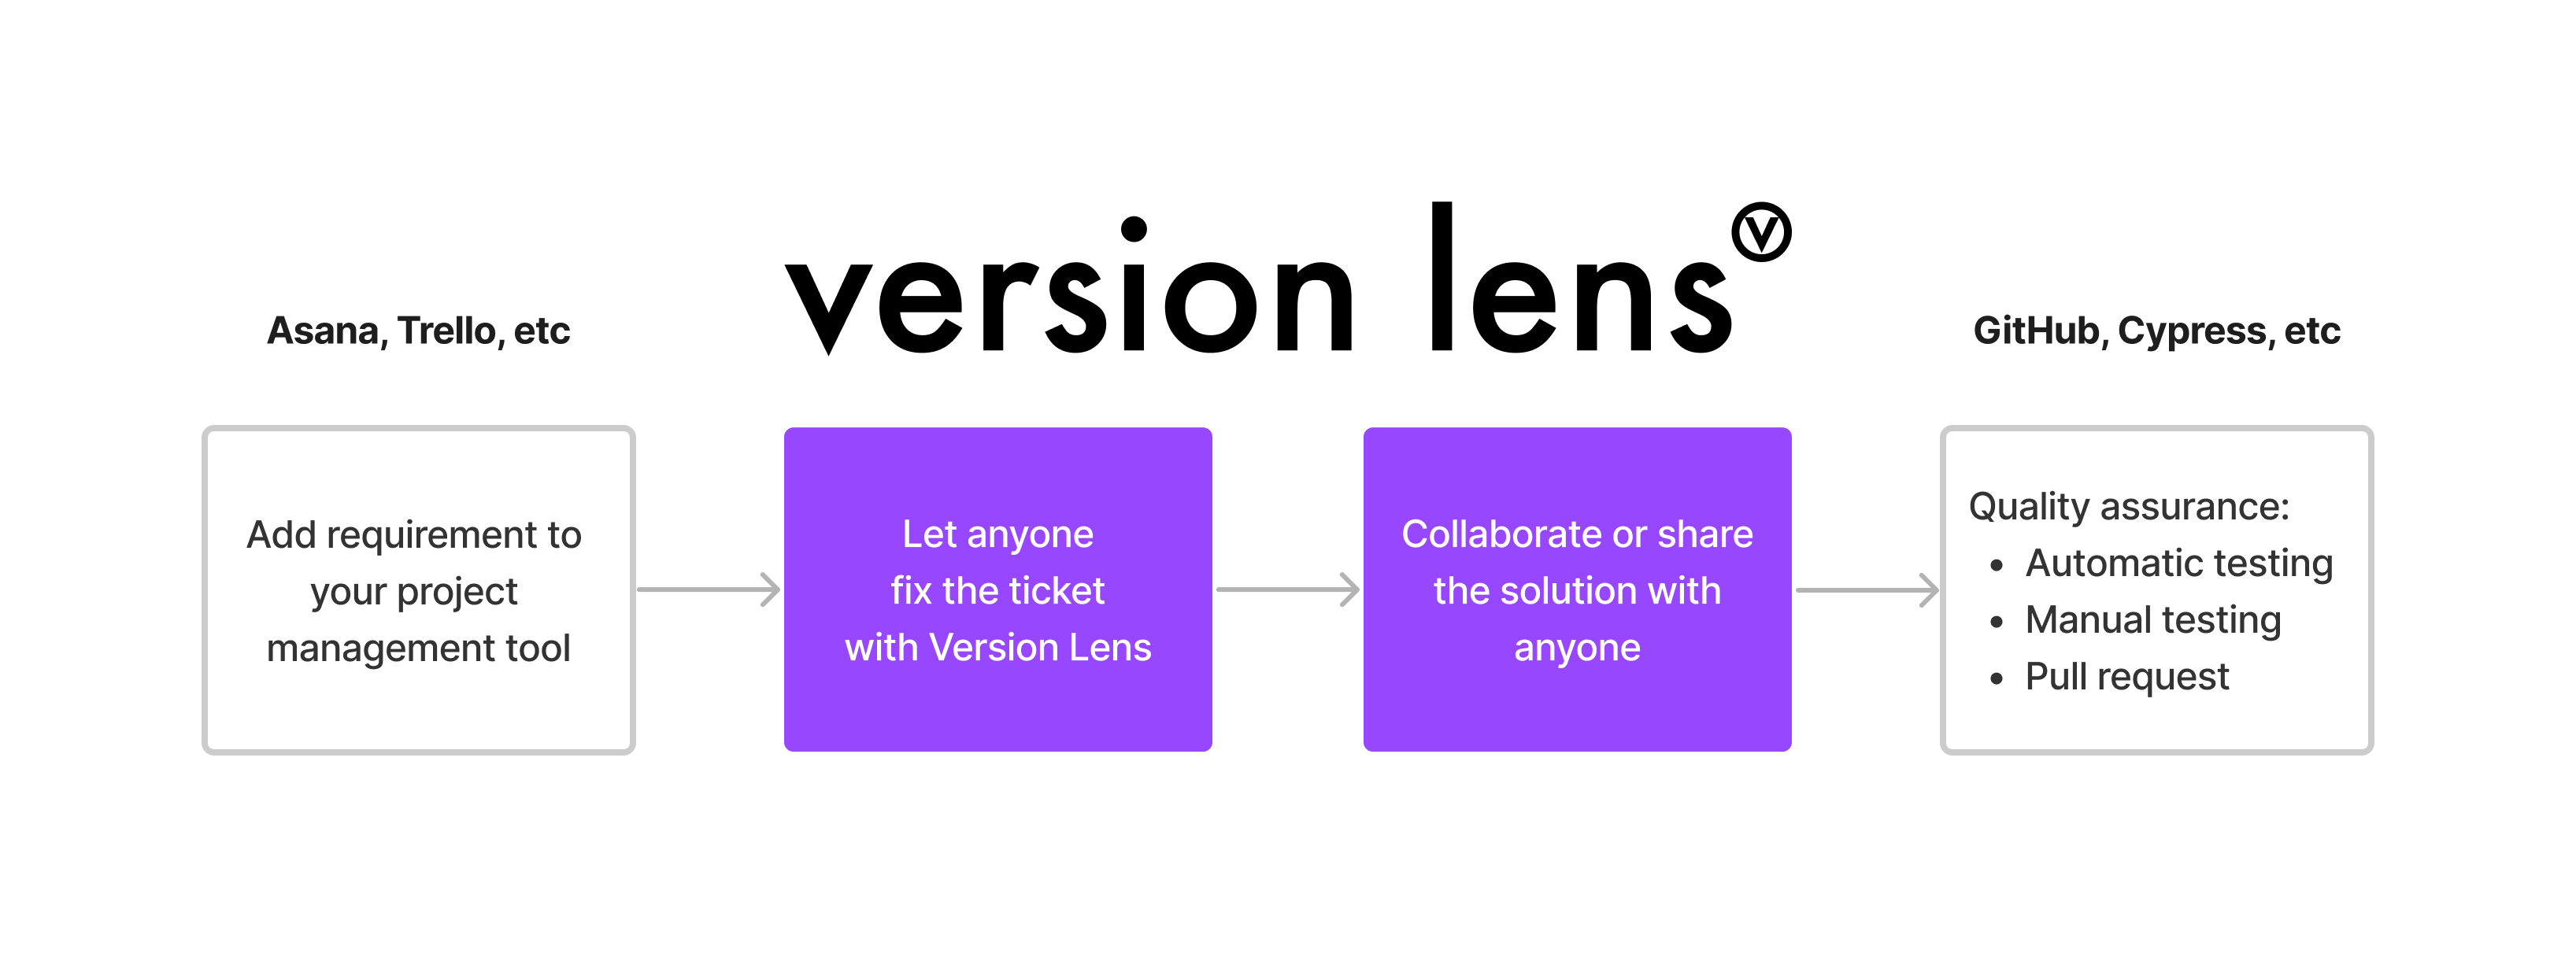 version lens
V
Asana, Trello, etc
GitHub, Cypress, etc
Add requirement to
your project
management tool
Let anyone
fix the ticket
with Version Lens
Collaborate or share
the solution with
anyone
Quality assurance:
• Automatic testing
• Manual testing
• Pull request